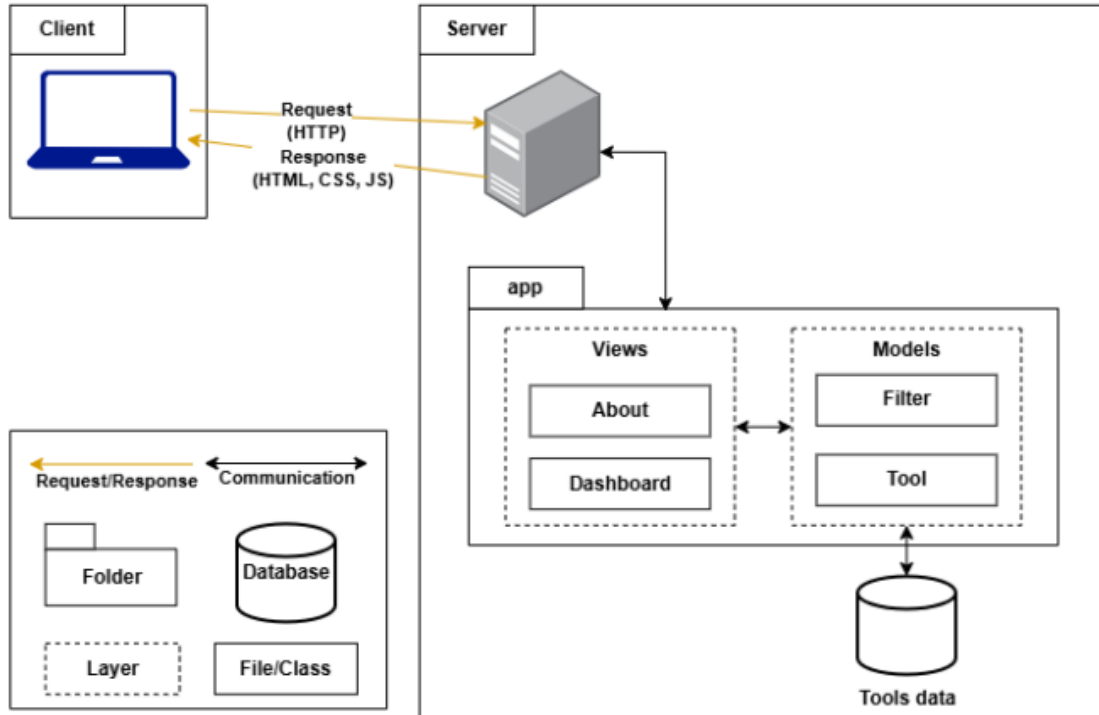 Client
Server
Request
(HTTP)
Response
(HTML, CSS, JS)
app
Views
Models
About
Filter
Dashboard
Tool
Request/Response
Communication
Folder
Database
Layer
File/Class
Tools data